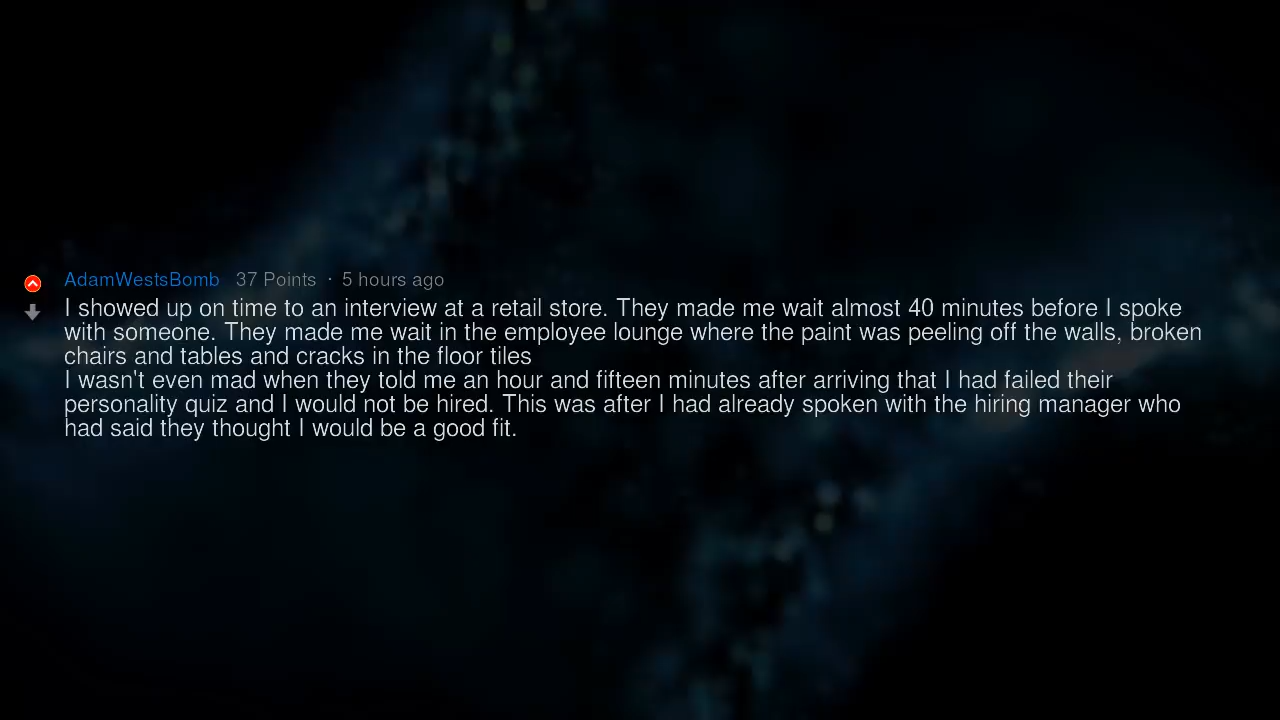 AdamWestsBomb 37 Points · 5 hours ago
I showed up on time to an interview at a retail store. They made me wait almost 40 minutes before I spoke
with someone. They made me wait in the employee lounge where the paint was peeling off the walls, broken
chairs and tables and cracks in the floor tiles
I wasn't even mad when they told me an hour and fifteen minutes after arriving that I had failed their
personality quiz and I would not be hired. This was after I had already spoken with the hiring manager who
had said they thought I would be a good fit.